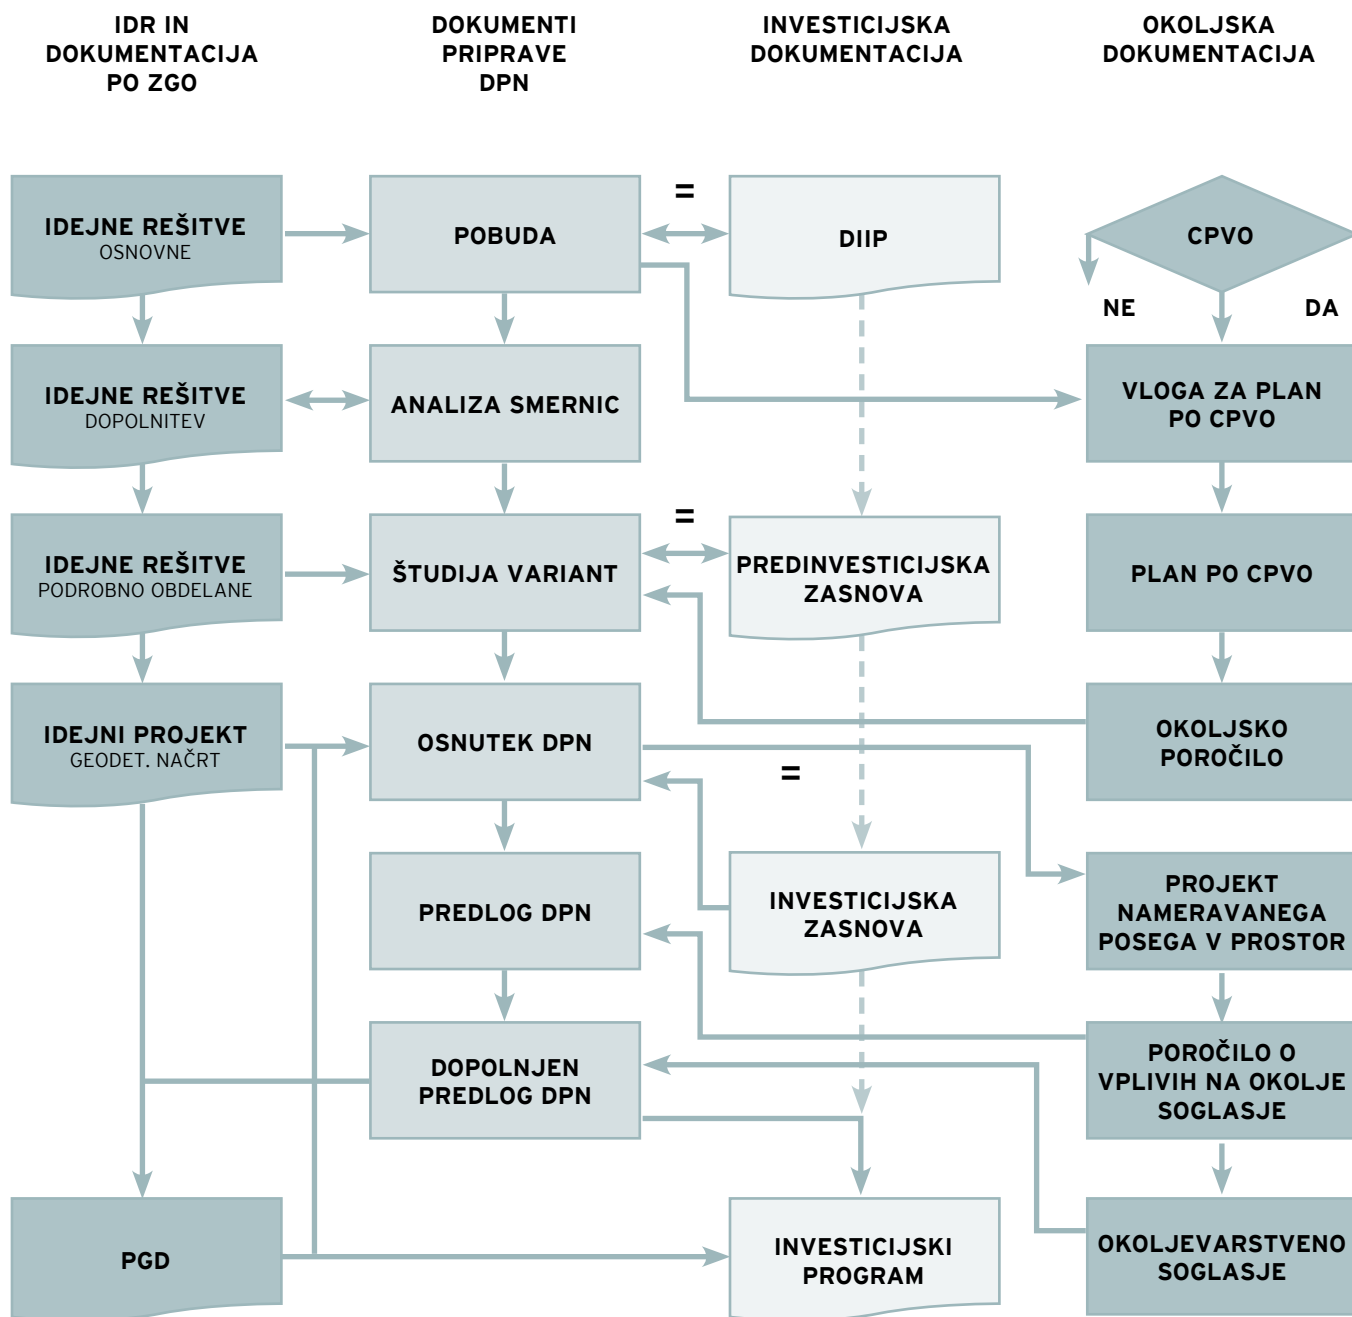 IDR IN
DOKUMENTACIJA
PO ZGO
DOKUMENTI
PRIPRAVE
DPN
INVESTICIJSKA
DOKUMENTACIJA
OKOLJSKA
DOKUMENTACIJA
IDEJNE REŠITVE
OSNOVNE
POBUDA
=
DIIP
CPVO
NE
DA
IDEJNE REŠITVE
DOPOLNITEV
ANALIZA SMERNIC
VLOGA ZA PLAN
PO CPVO
IDEJNE REŠITVE
PODROBNO OBDELANE
ŠTUDIJA VARIANT
=
PREDINVESTICIJSKA
ZASNOVA
PLAN PO CPVO
IDEJNI PROJEKT
GEODET. NAČRT
OSNUTEK DPN
=
OKOLJSKO
POROČILO
PREDLOG DPN
INVESTICIJSKA
ZASNOVA
PROJEKT
NAMERAVANEGA
POSEGA V PROSTOR
DOPOLNJEN
PREDLOG DPN
POROČILO O
VPLIVIH NA OKOLJE
SOGLASJE
PGD
INVESTICIJSKI
PROGRAM
OKOLJEVARSTVENO
SOGLASJE